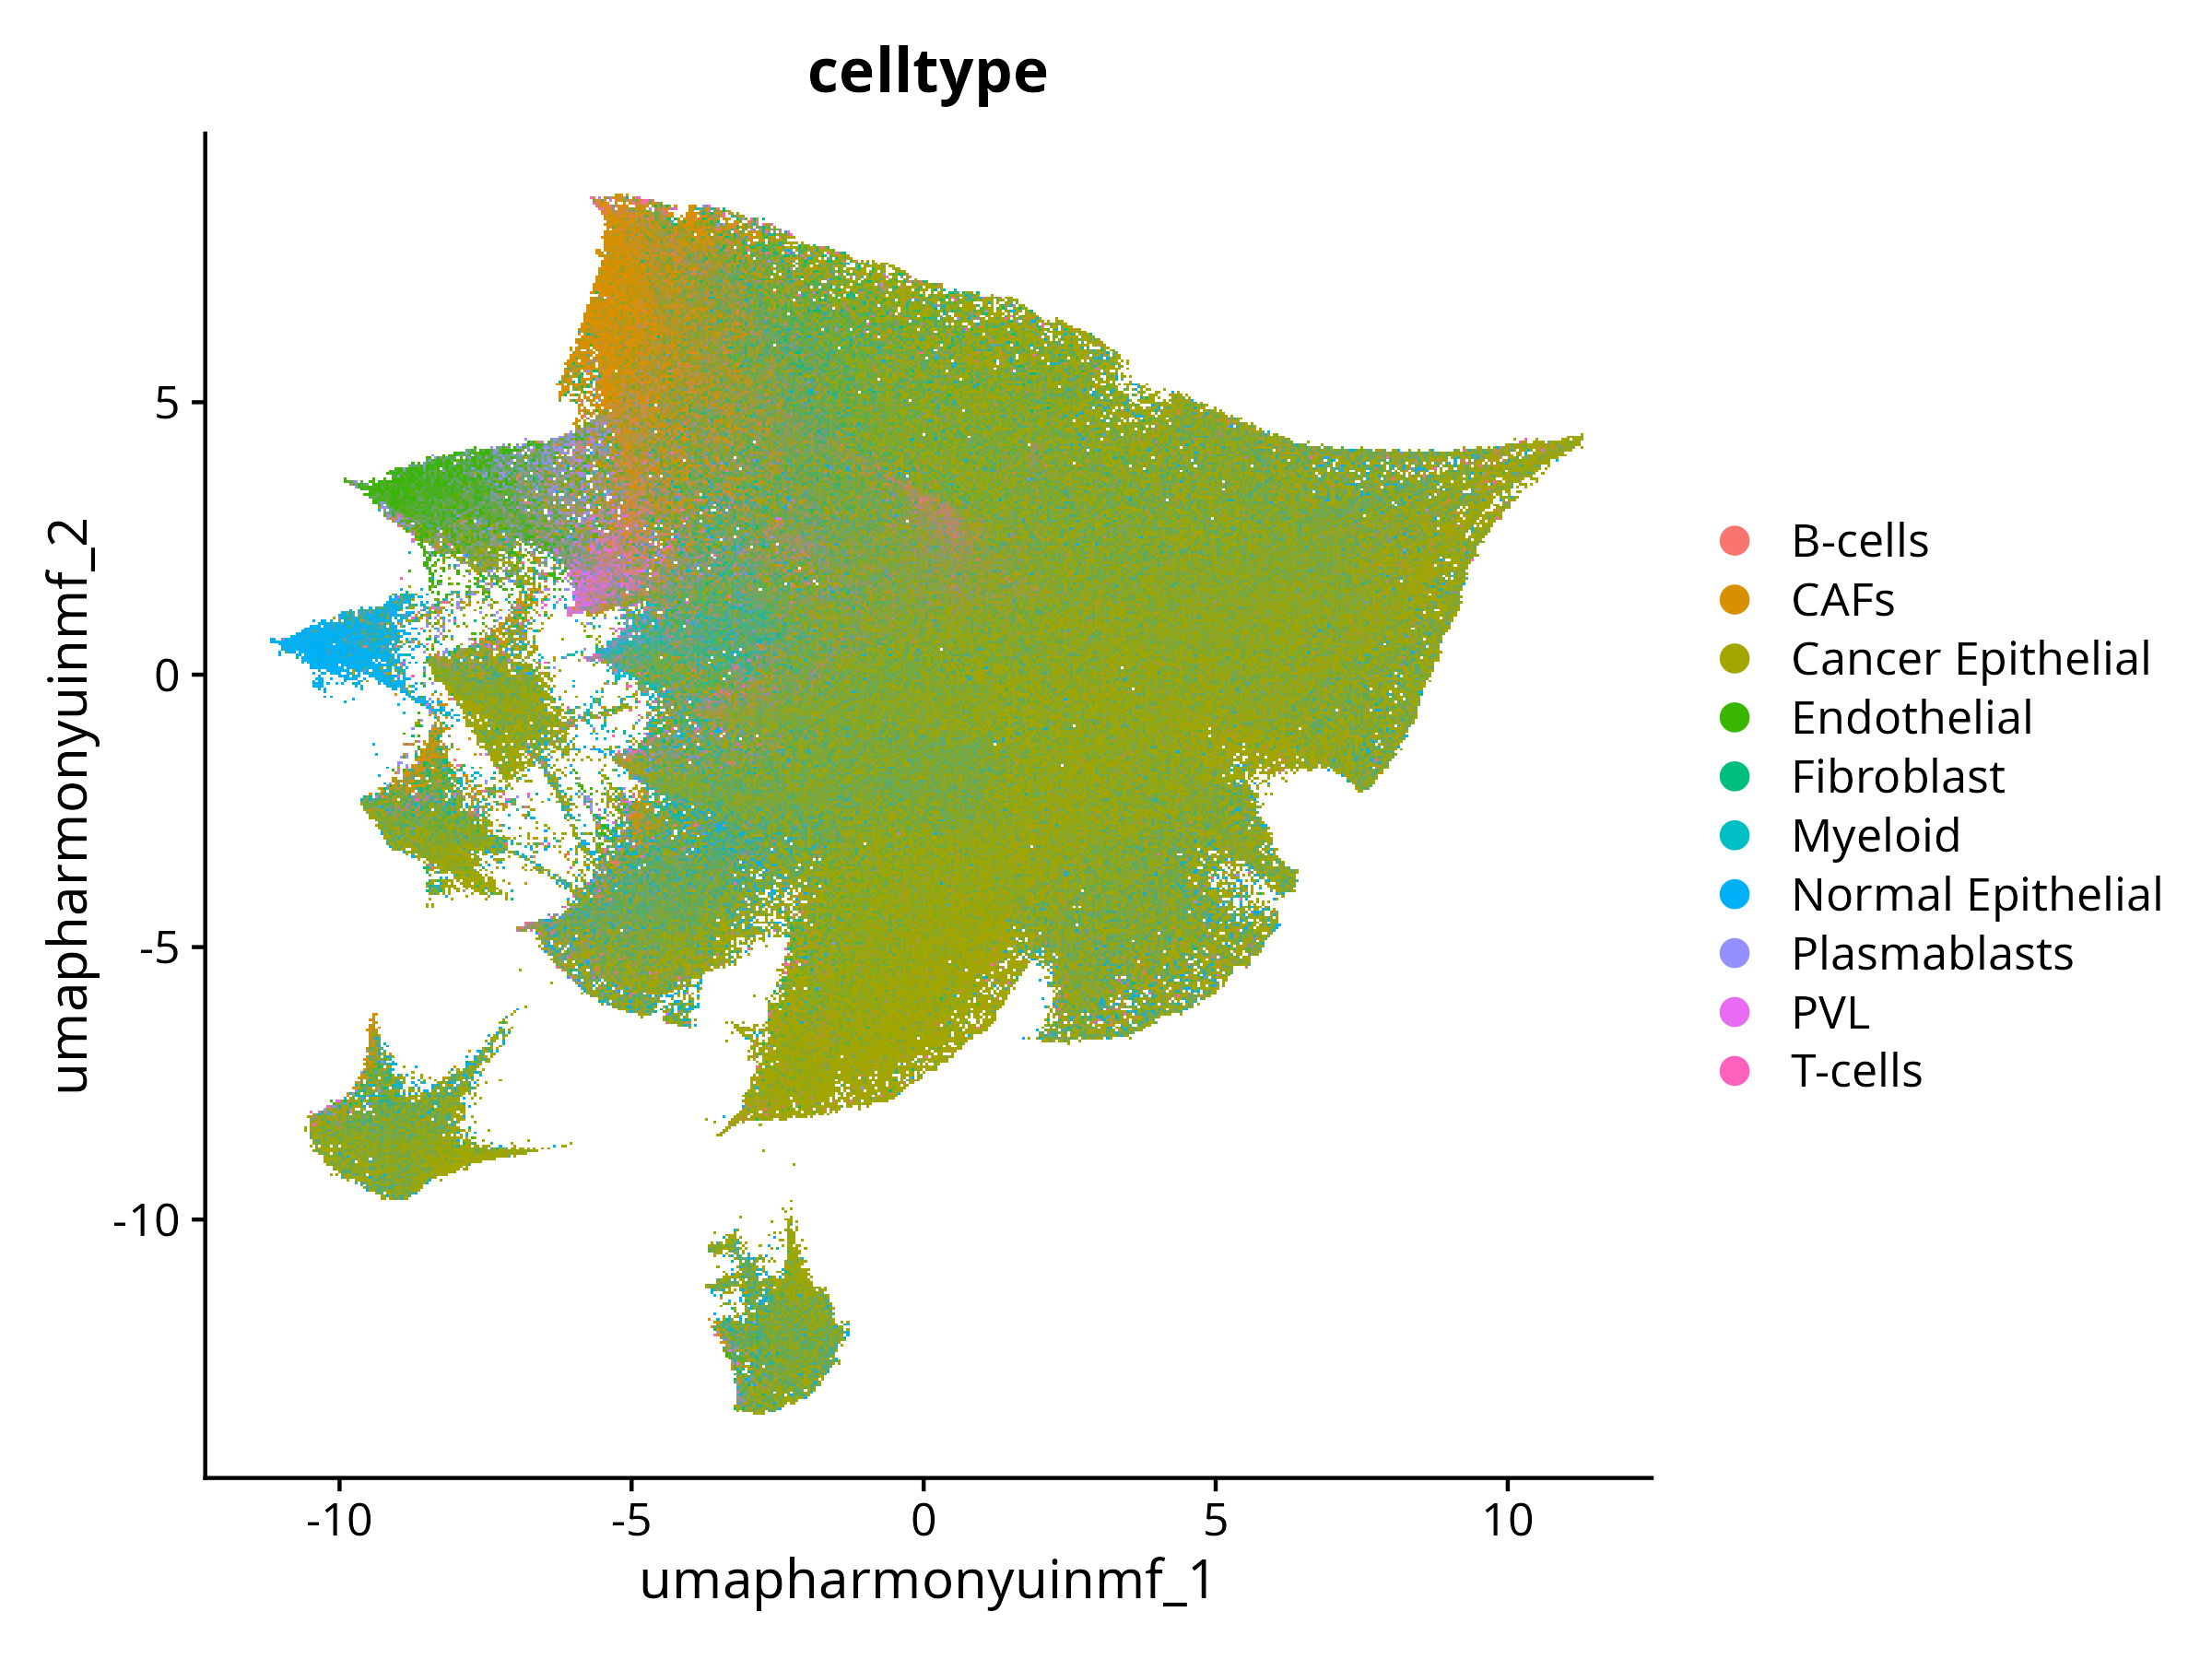 celltype
umapharmonyuinmf_2
5
0
-5
-10
-10
-5
0
5
10
umapharmonyuinmf_1
B-cells
CAFs
Cancer Epithelial
Endothelial
Fibroblast
Myeloid
Normal Epithelial
Plasmablasts
PVL
T-cells